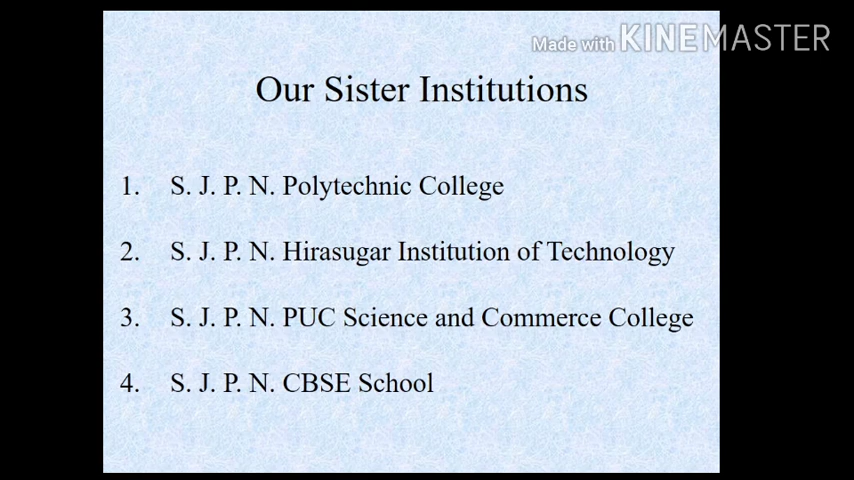 Made with KINEMASTER
Our Sister Institutions
1. S. J. P. N. Polytechnic College
2. S. J. P. N. Hirasugar Institution of Technology
3. S. J. P. N. PUC Science and Commerce College
4. S. J. P. N. CBSE School